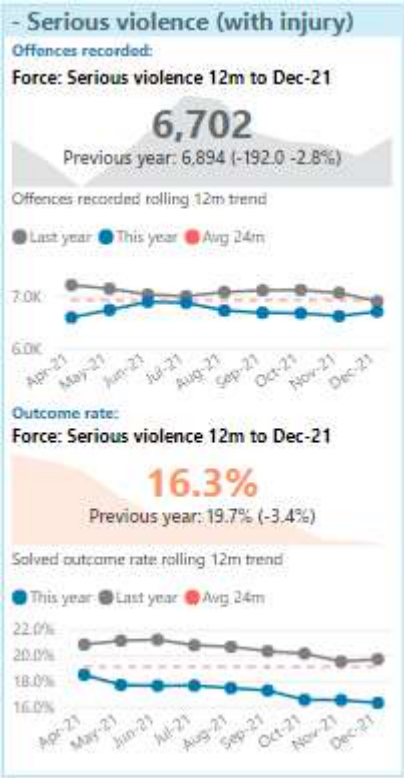 - Serious violence (with injury)
Offences recorded:
Force: Serious violence 12m to Dec-21
6,702
Previous year: 6,894 (-192.0 -2.8%)
Offences recorded rolling 12m trend
Last year This year Avg 24m
7.0K
6.0K
Apr-21 May-21 Jun-21 Jul-21 Aug-21 Sep-21 Oct-21 Nov-21 Dec-21
Outcome rate:
Force: Serious violence 12m to Dec-21
16.3%
Previous year: 19.7% (-3.4%)
Solved outcome rate rolling 12m trend
This year Last year Avg 24m
22.0%
20.0%
18.0%
16.0%
Apr-21 May-21 Jun-21 Jul-21 Aug-21 Sep-21 Oct-21 Nov-21 Dec-21